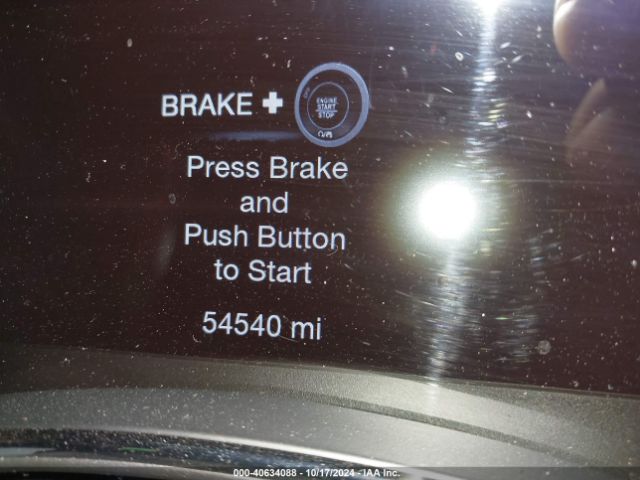 BRAKE +
ENGINE
START
STOP
Press Brake
and
Push Button
to Start
54540 mi
000-40634088 - 10/17/2024 - IAA Inc.